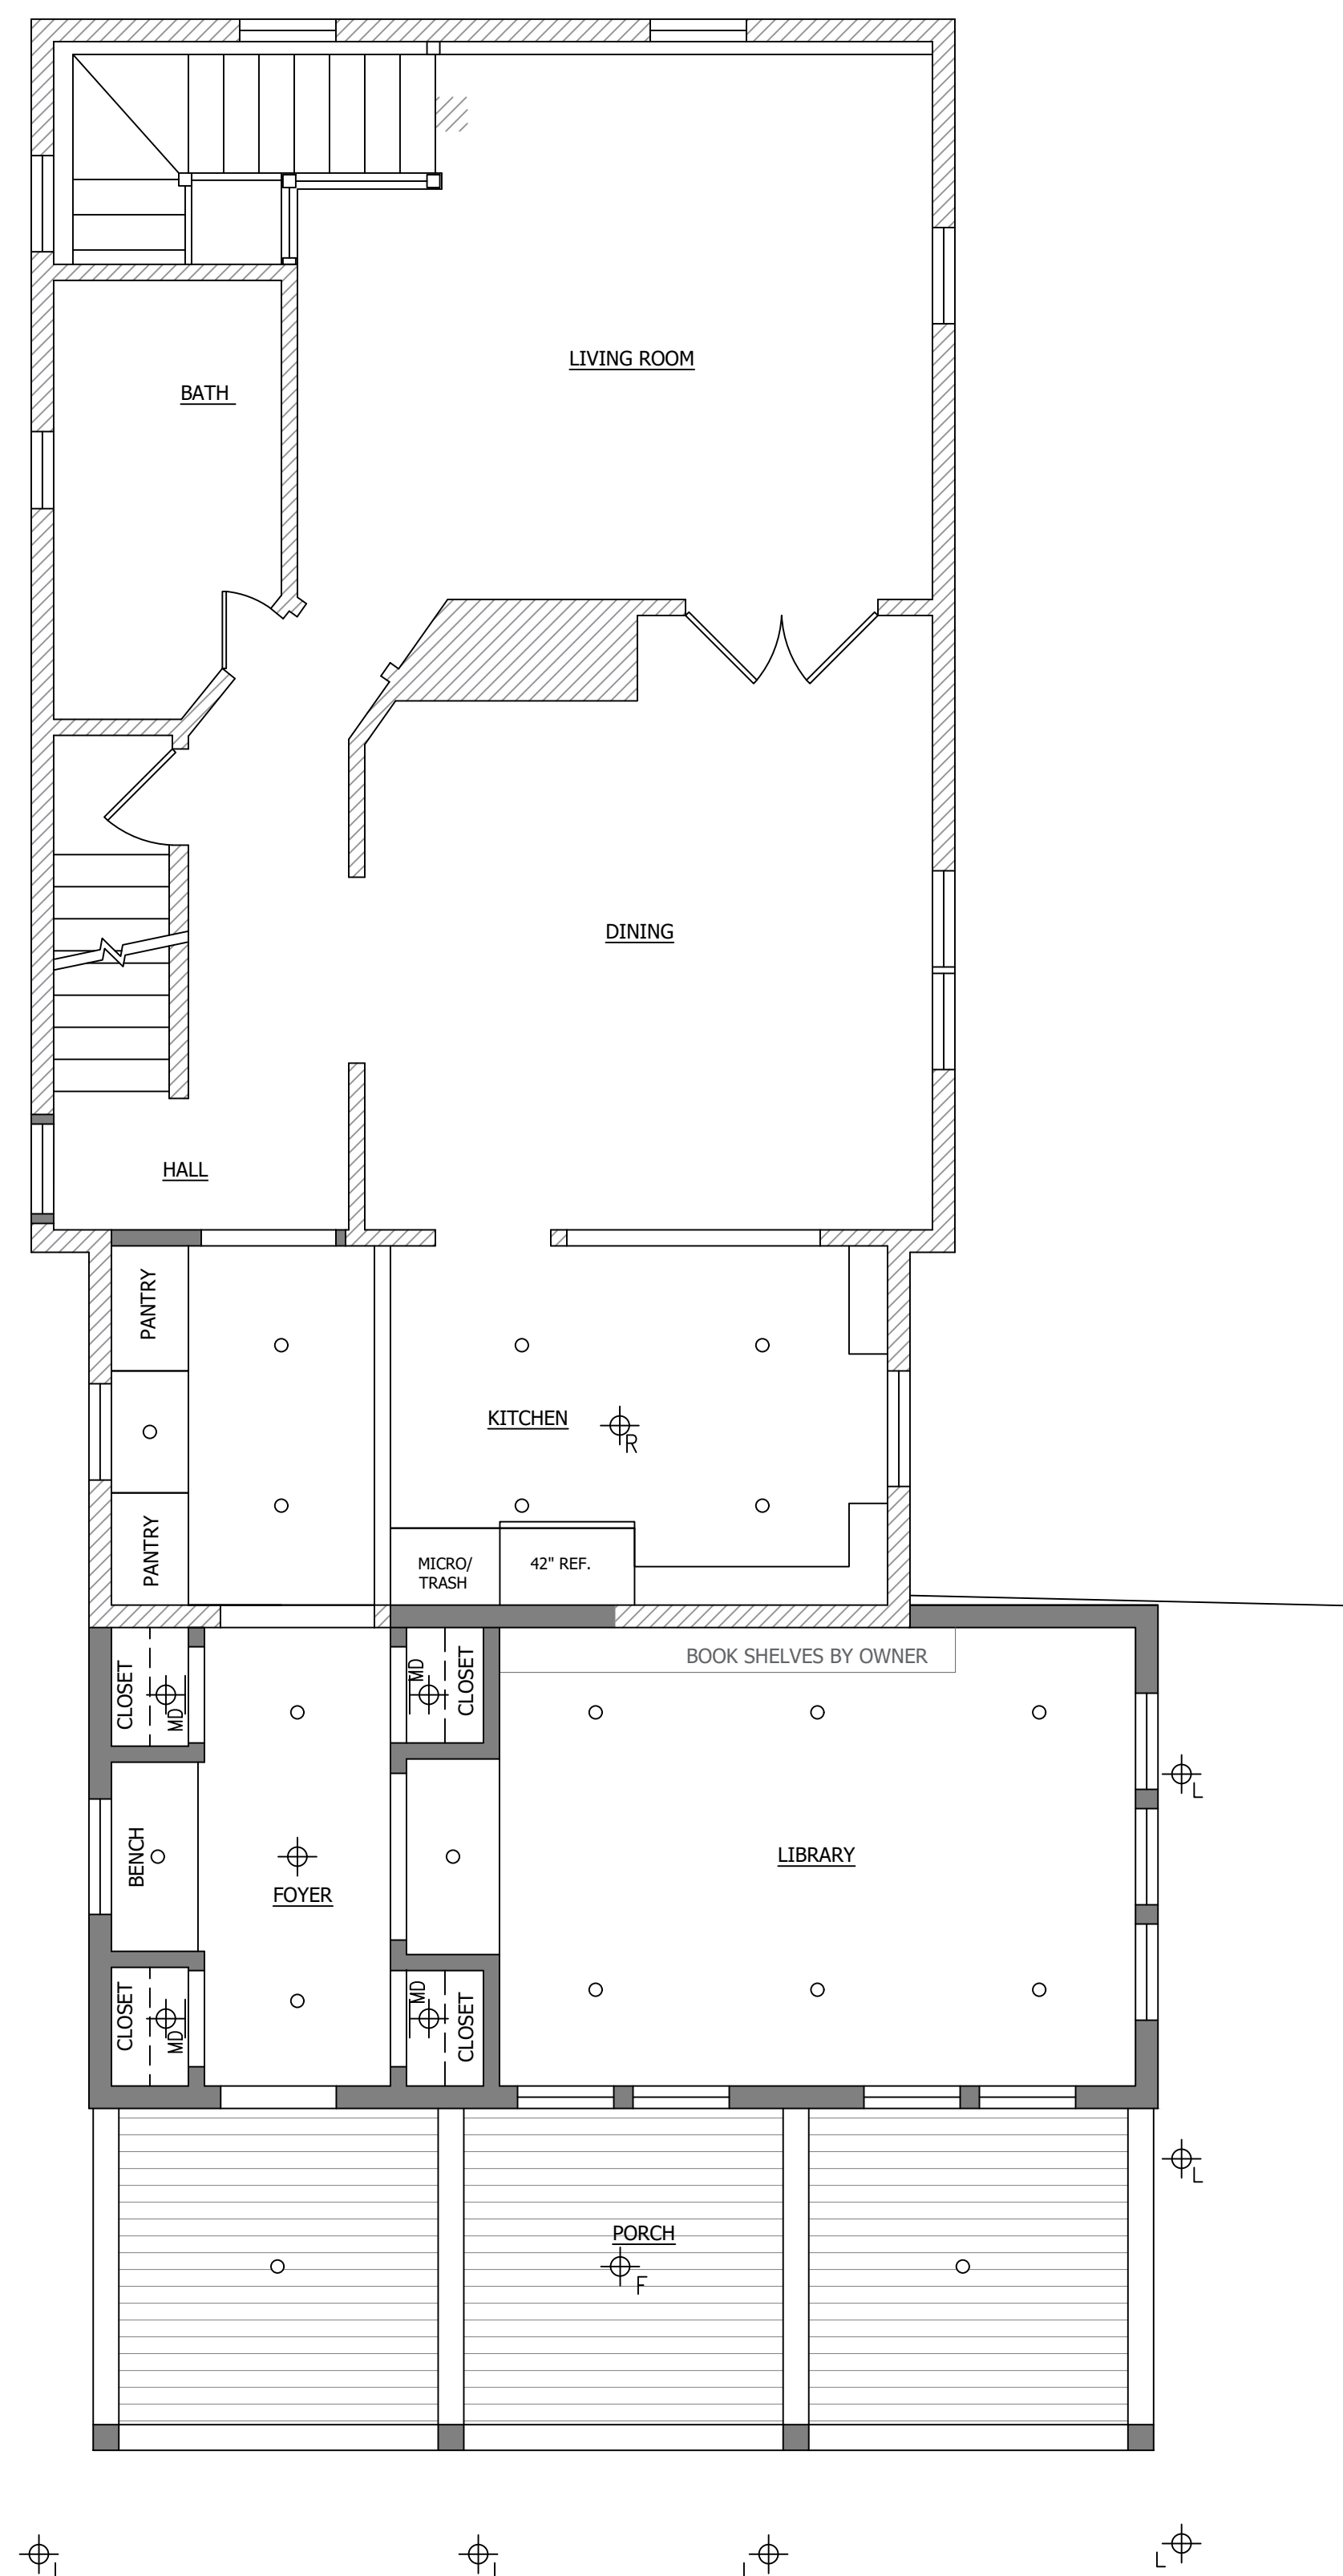 LIVING ROOM
BATH
DINING
HALL
PANTRY
KITCHEN
R
PANTRY
MICRO/
TRASH
42" REF.
CLOSET
MD
MD
CLOSET
BOOK SHELVES BY OWNER
L
BENCH
FOYER
LIBRARY
CLOSET
MD
MD
CLOSET
L
PORCH
F
L